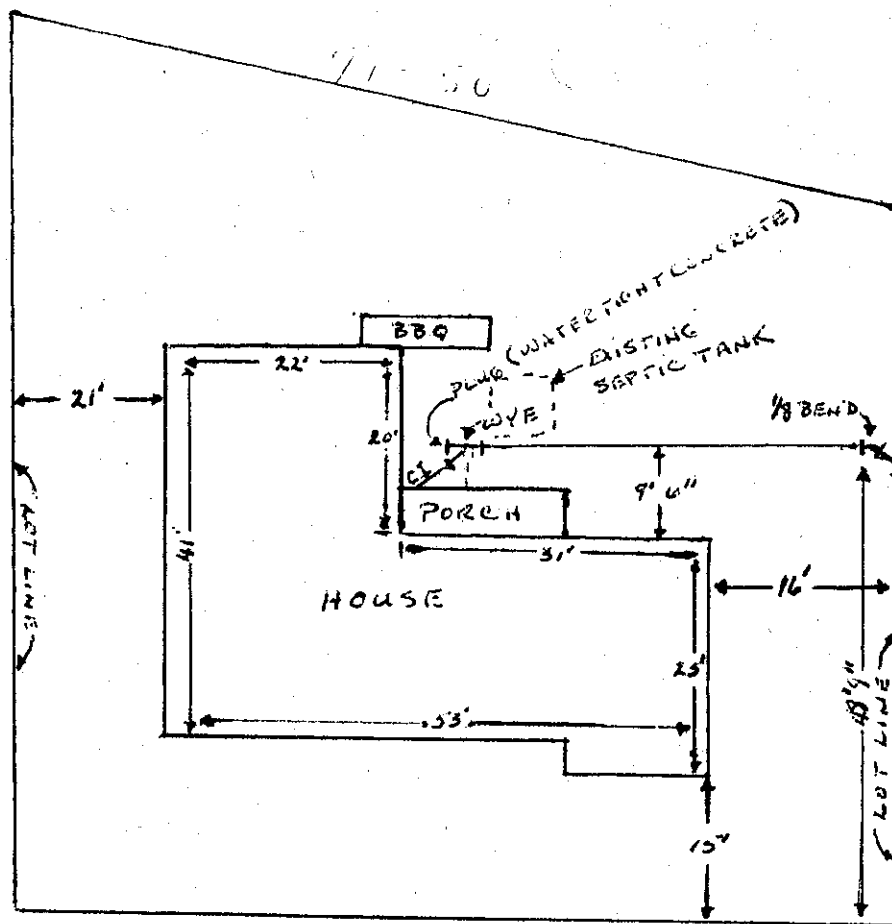 BBQ
22'
PLUG (WATERTIGHT CONCRETE)
EXISTING
SEPTIC TANK
21'
20'
WYE
1/8 BEND
CI
9' 6"
PORCH
LOT LINE
41'
31'
16'
HOUSE
25'
48'9"
LOT LINE
53'
15'